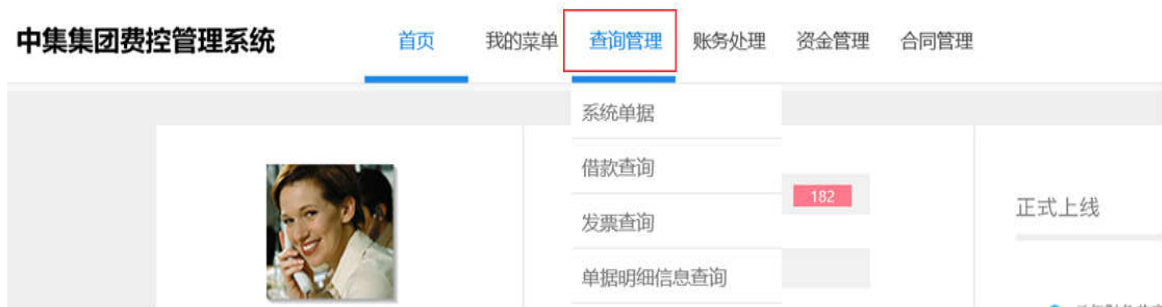 中集集团费控管理系统 首页 我的菜单 查询管理 账务处理 资金管理 合同管理
系统单据
借款查询
182
正式上线
发票查询
单据明细信息查询